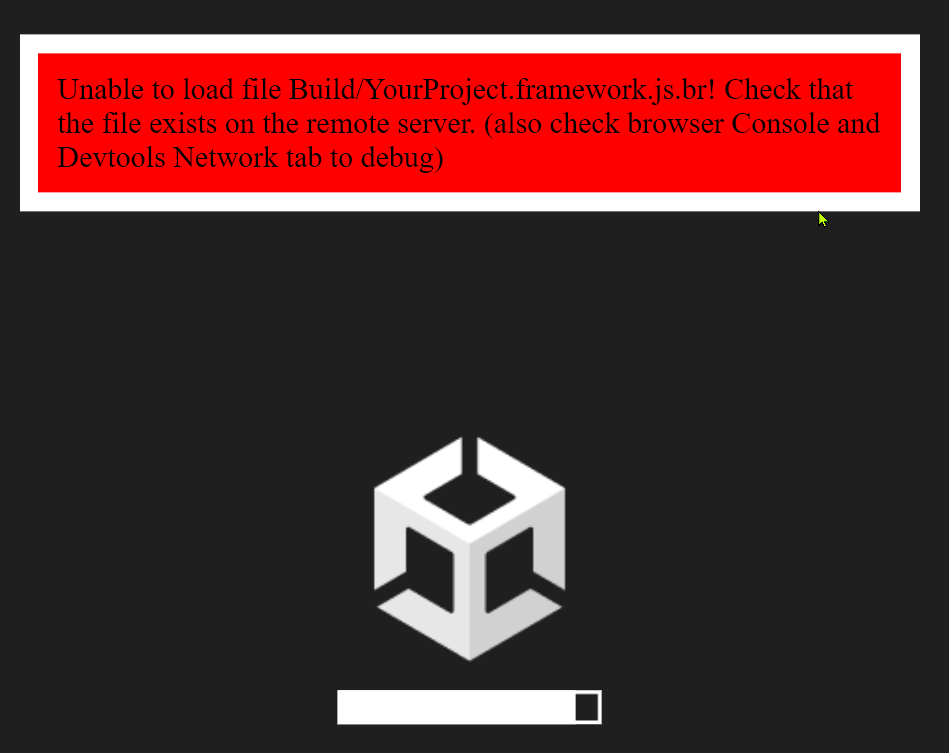 Unable to load file Build/YourProject.framework.js.br! Check that
the file exists on the remote server. (also check browser Console and
Devtools Network tab to debug)